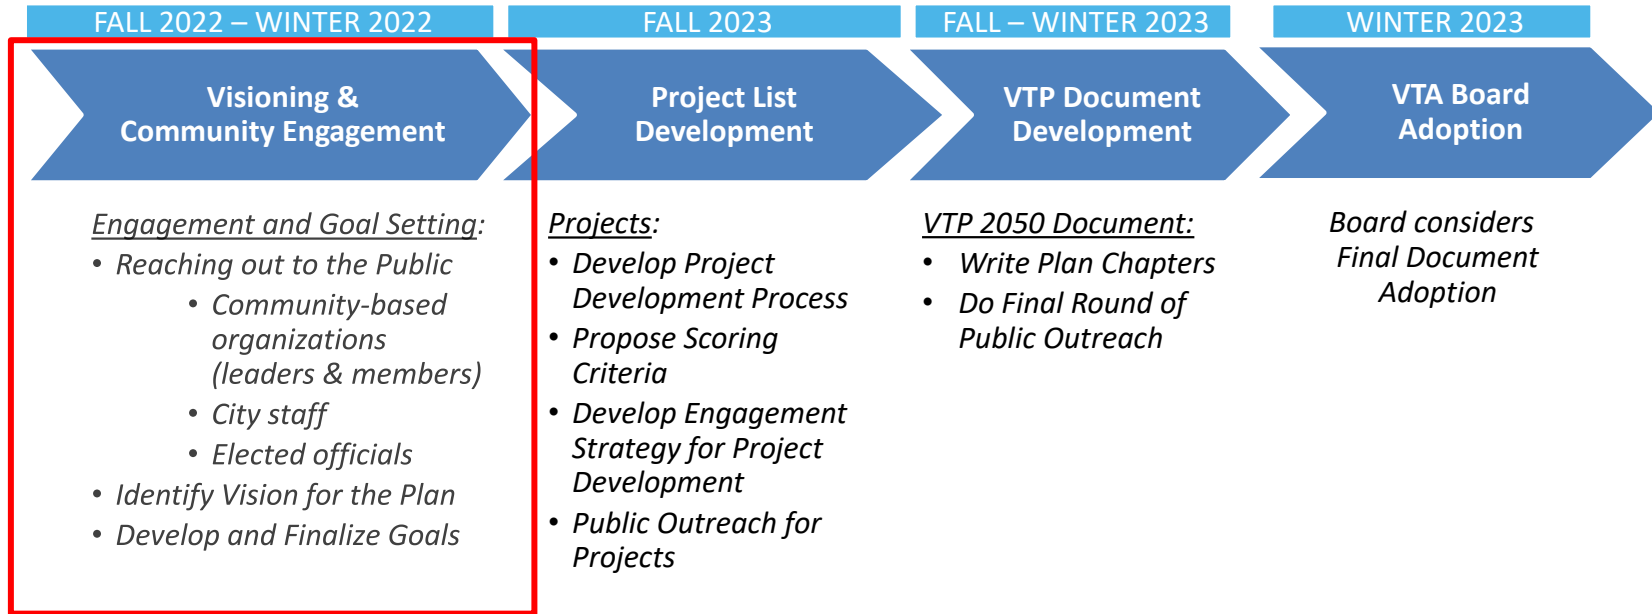 FALL 2022 – WINTER 2022
Visioning &
Community Engagement
Engagement and Goal Setting:
• Reaching out to the Public
• Community-based
organizations
(leaders & members)
• City staff
• Elected officials
• Identify Vision for the Plan
• Develop and Finalize Goals
FALL 2023
Project List
Development
Projects:
• Develop Project
Development Process
• Propose Scoring
Criteria
• Develop Engagement
Strategy for Project
Development
• Public Outreach for
Projects
FALL – WINTER 2023
VTP Document
Development
VTP 2050 Document:
• Write Plan Chapters
• Do Final Round of
Public Outreach
WINTER 2023
VTA Board
Adoption
Board considers
Final Document
Adoption